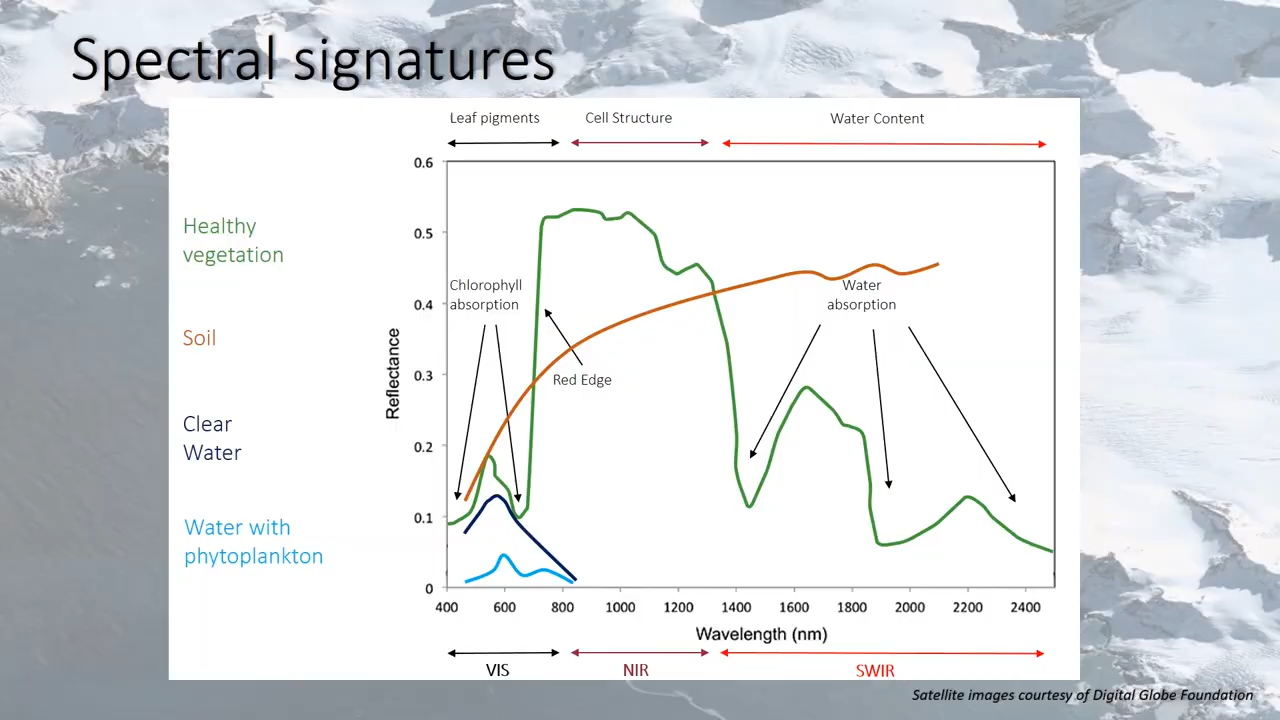 Spectral signatures
Leaf pigments
Cell Structure
Water Content
Healthy
vegetation
Soil
Clear
Water
Water with
phytoplankton
Reflectance
0.6
0.5
0.4
0.3
0.2
0.1
0
Chlorophyll
absorption
Red Edge
Water
absorption
400 600 800 1000 1200 1400 1600 1800 2000 2200 2400
Wavelength (nm)
VIS
NIR
SWIR
Satellite images courtesy of Digital Globe Foundation